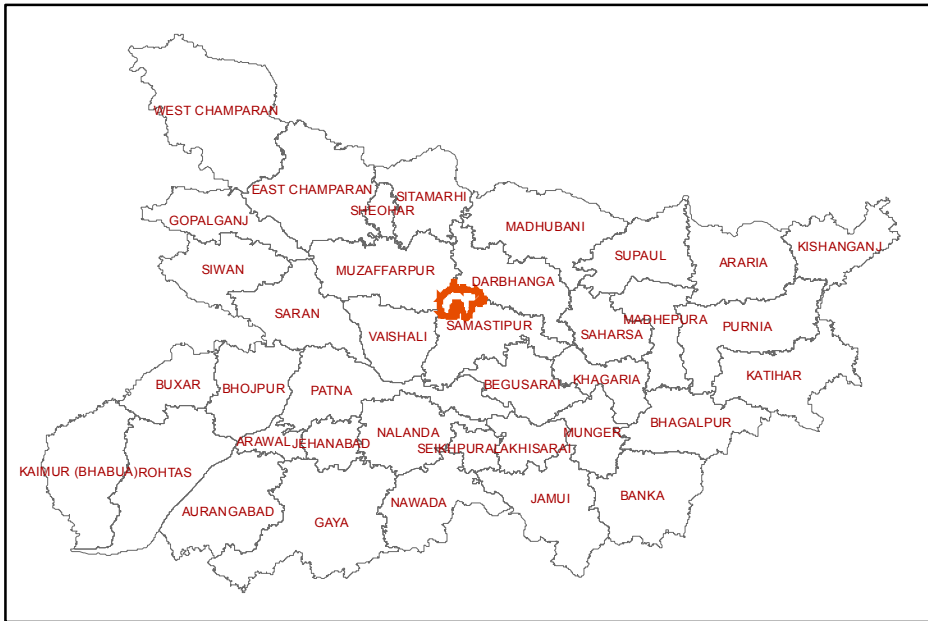 WEST CHAMPARAN
EAST CHAMPARAN
SITAMARHI
SHEOHAR
GOPALGANJ
MADHUBANI
KISHANGANJ
SUPAUL
ARARIA
SIWAN
MUZAFFARPUR
DARBHANGA
SARAN
SAMASTIPUR
MADHEPURA
PURNIA
VAISHALI
SAHARSA
KATIHAR
BUXAR
BHOJPUR
PATNA
BEGUSARAI
KHAGARIA
BHAGALPUR
NALANDA
MUNGER
ARAWAL
JEHANABAD
SEIKHPURA
LAKHISARAI
KAIMUR (BHABUA)
ROHTAS
BANKA
JAMUI
NAWADA
AURANGABAD
GAYA